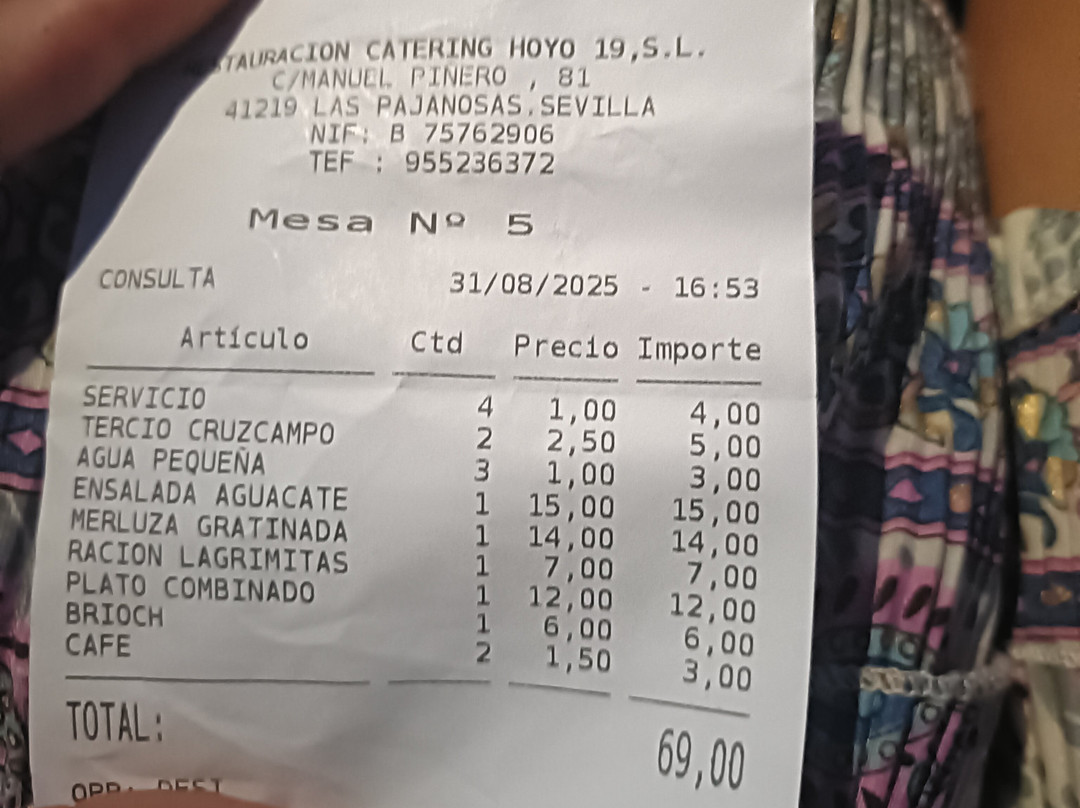 TAURACION CATERING HOYO 19,S.L.
C/MANUEL PINERO , 81
41219 LAS PAJANOSAS.SEVILLA
NIF: B 75762906
TEF : 955236372
Mesa Nº 5
CONSULTA 31/08/2025 - 16:53
Artículo Ctd Precio Importe
SERVICIO 4 1,00 4,00
TERCIO CRUZCAMPO 2 2,50 5,00
AGUA PEQUEÑA 3 1,00 3,00
ENSALADA AGUACATE 1 15,00 15,00
MERLUZA GRATINADA 1 14,00 14,00
RACION LAGRIMITAS 1 7,00 7,00
PLATO COMBINADO 1 12,00 12,00
BRIOCH 1 6,00 6,00
CAFE 2 1,50 3,00
TOTAL: 69,00